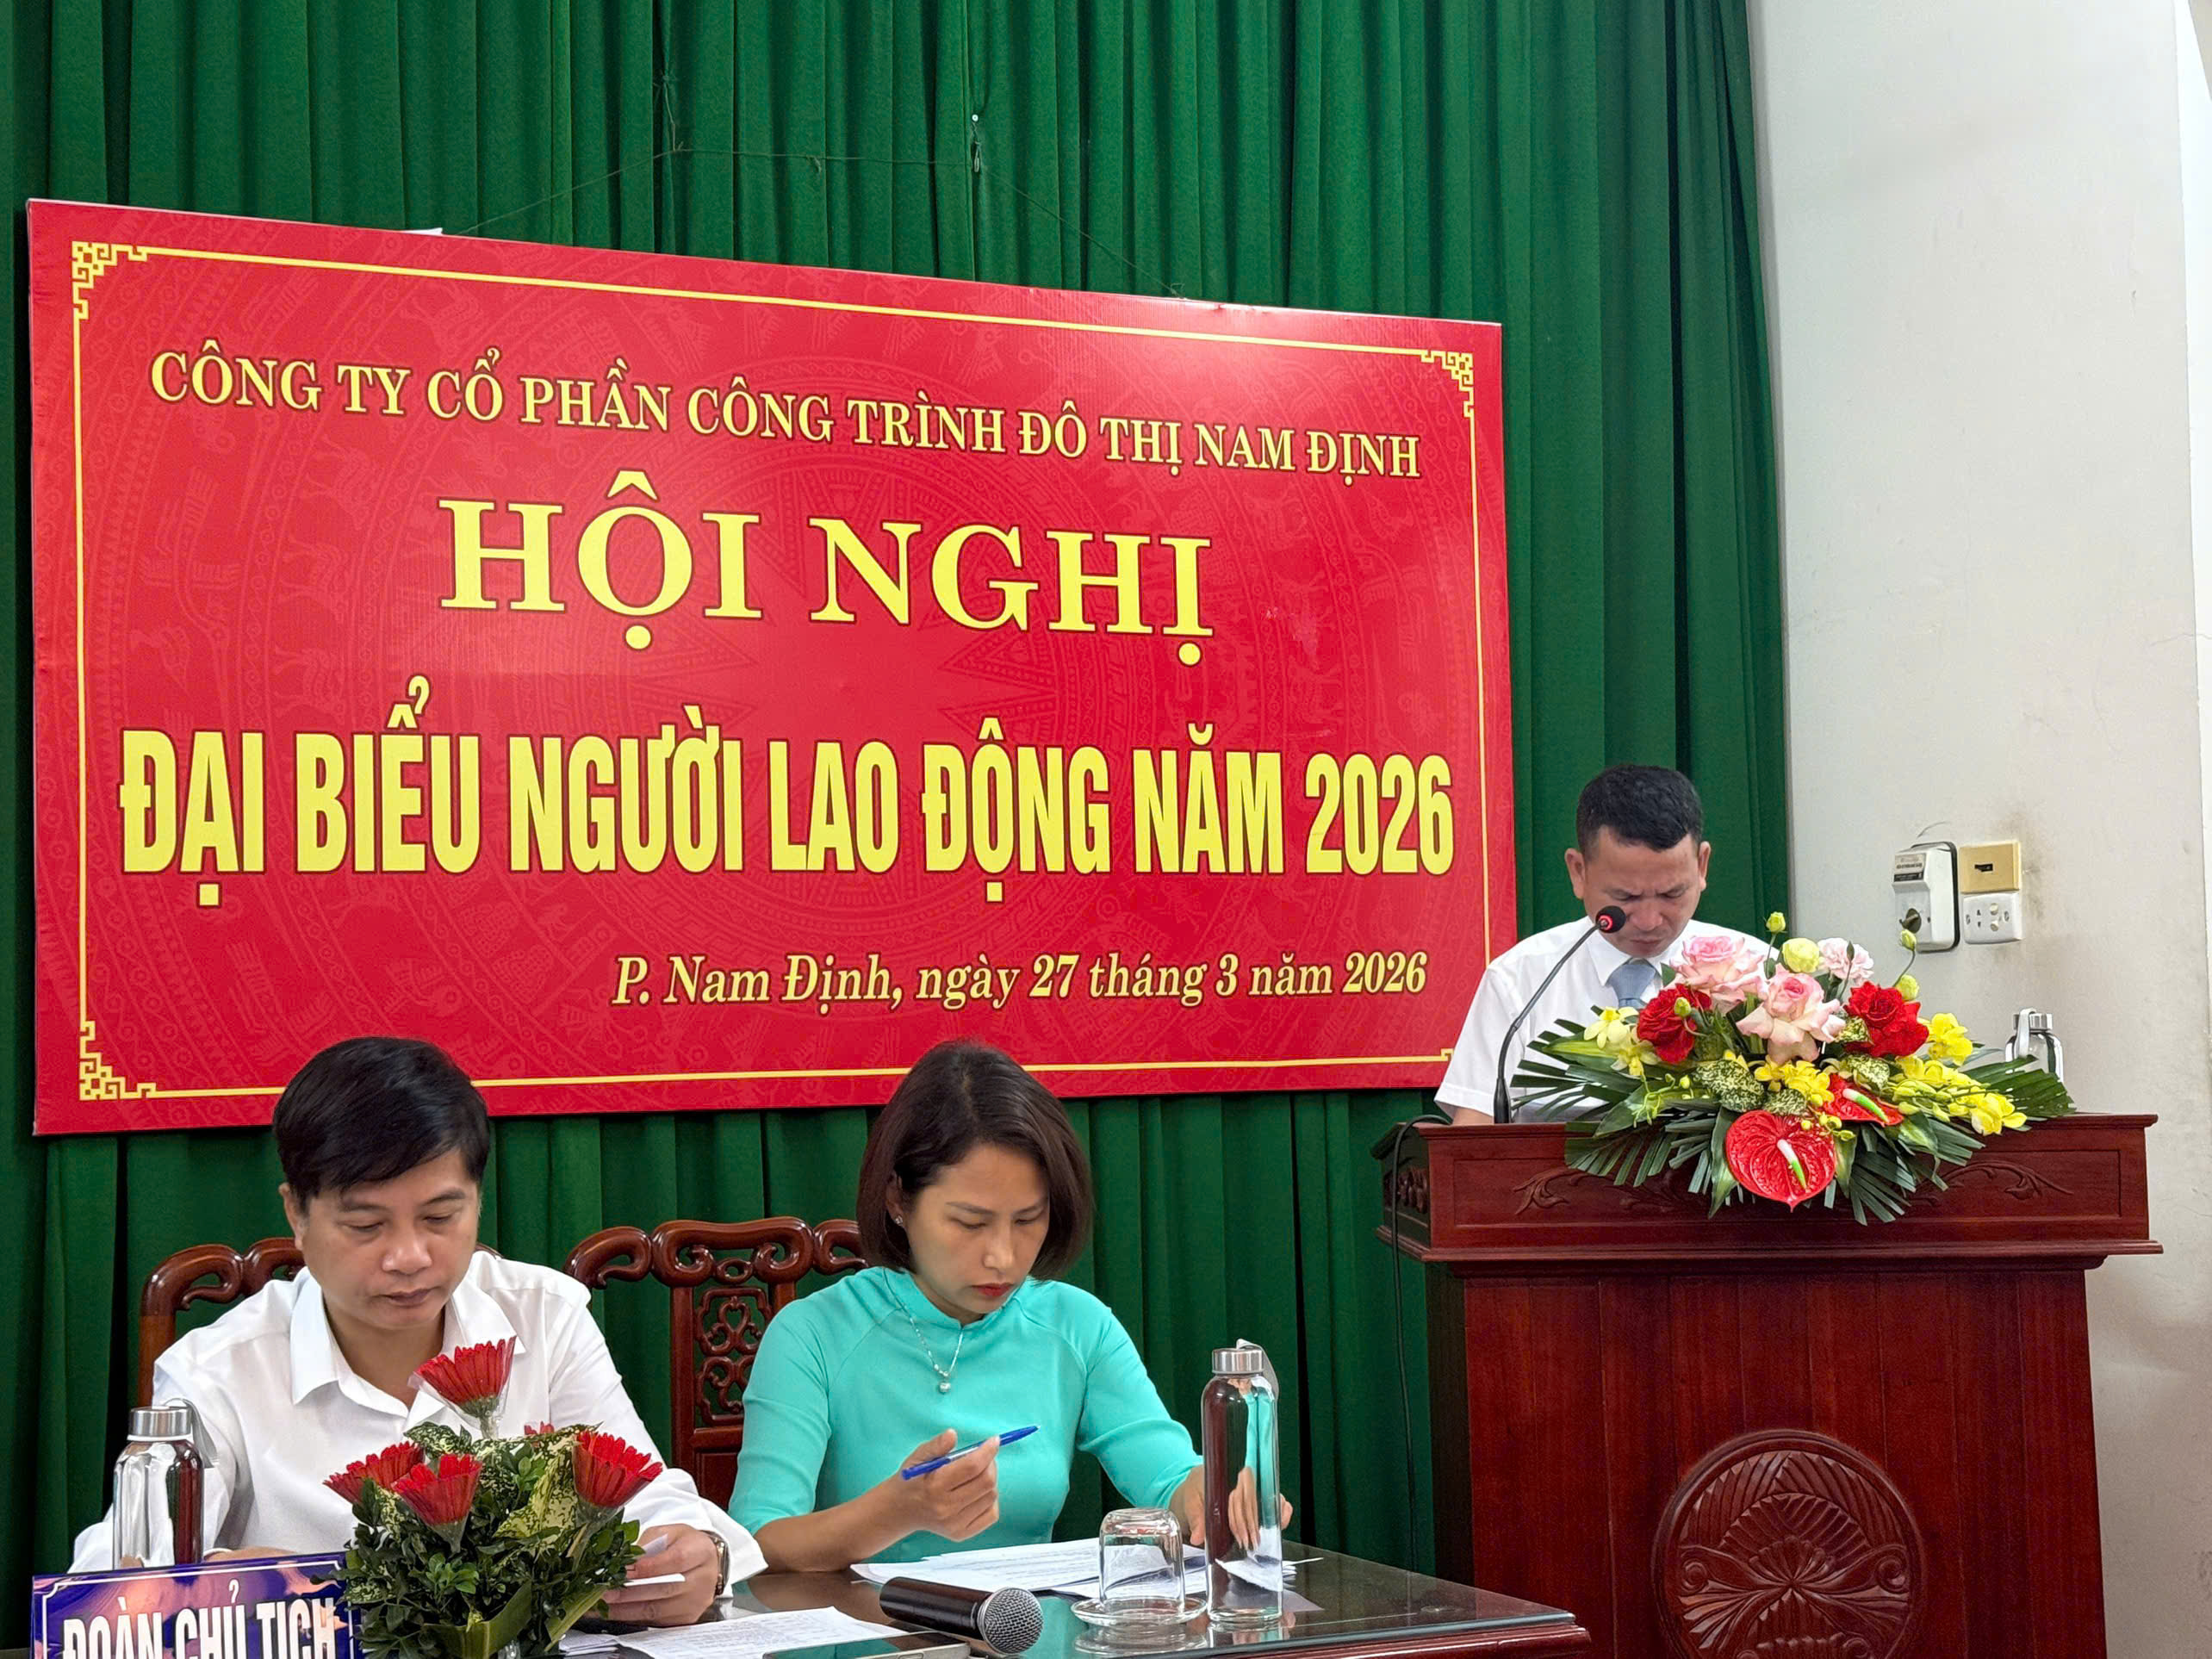 CÔNG TY CỔ PHẦN CÔNG TRÌNH ĐÔ THỊ NAM ĐỊNH
HỘI NGHỊ
ĐẠI BIỂU NGƯỜI LAO ĐỘNG NĂM 2026
P. Nam Định, ngày 27 tháng 3 năm 2026
ĐOÀN CHỦ TỊCH